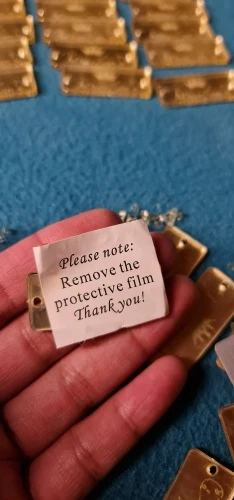 Please note:
Remove the
protective film
Thank you!